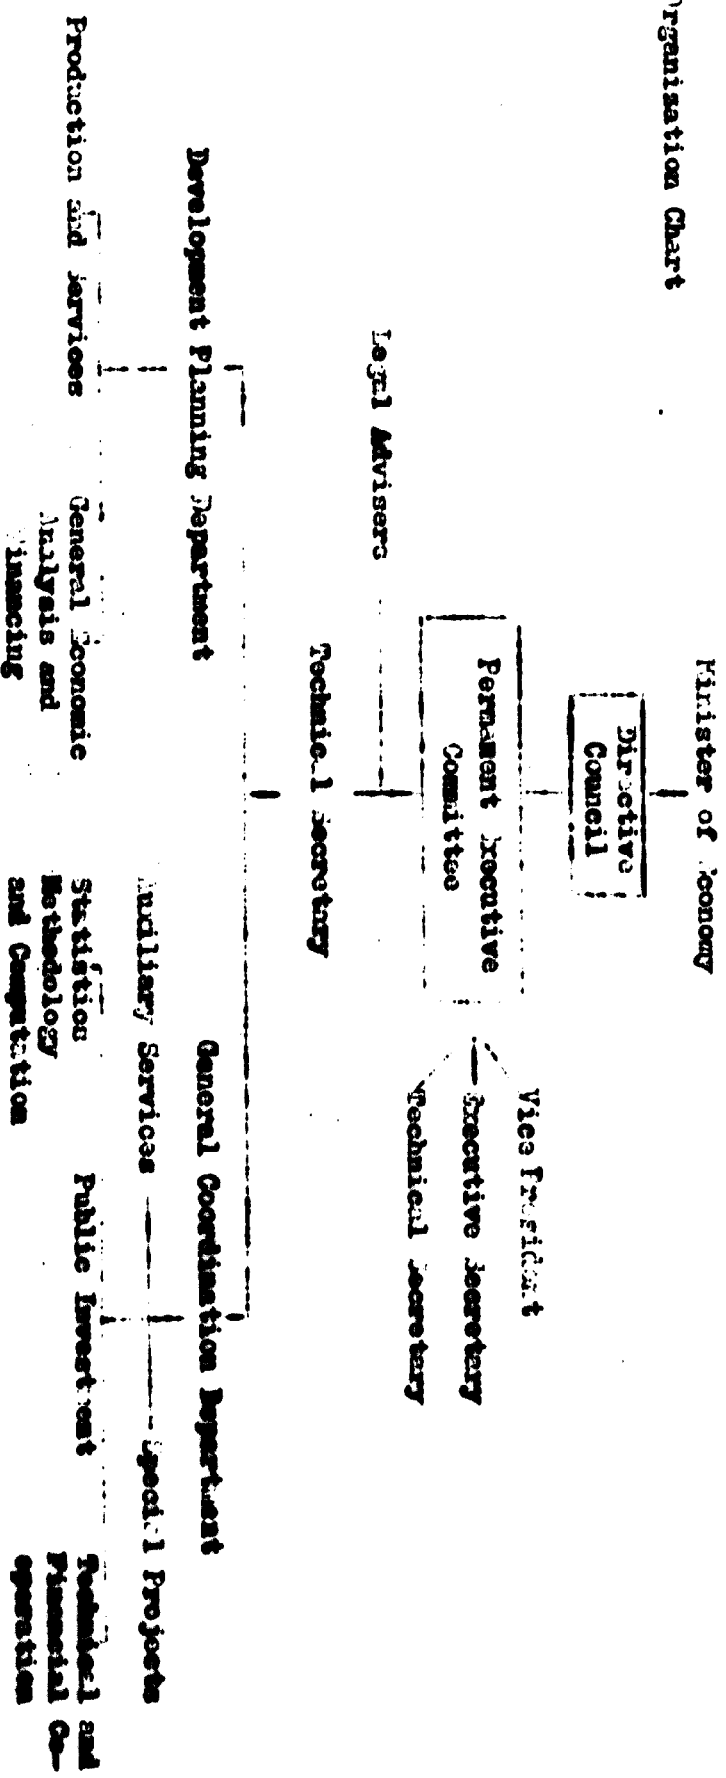 Organisation Chart
Minister of Economy
Directive
Council
Permanent Executive
Committee
Vice President
Executive Secretary
Technical Secretary
Legal Advisers
Technical Secretary
Development Planning Department
General Coordination Department
Auxiliary Services
Special Projects
Production and Services
General Economic
Analysis and
Financing
Statistics
Methodology
and Computation
Public Investment
Technical and
Financial Co-
operation